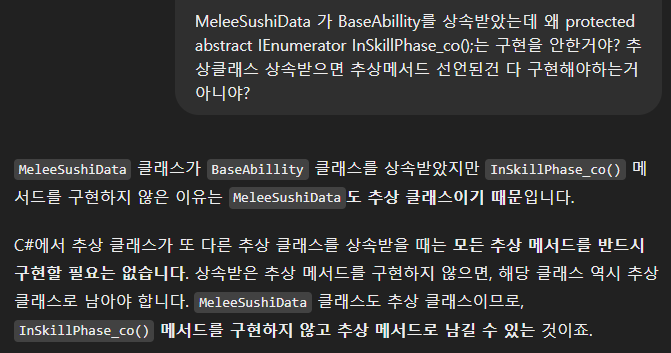 MeleeSushiData 가 BaseAbillity를 상속받았는데 왜 protected
abstract IEnumerator InSkillPhase_co();는 구현을 안한거야? 추
상클래스 상속받으면 추상메서드 선언된건 다 구현해야하는거
아니야?
MeleeSushiData 클래스가 BaseAbillity 클래스를 상속받았지만 InSkillPhase_co() 메
서드를 구현하지 않은 이유는 MeleeSushiData도 추상 클래스이기 때문입니다.
C#에서 추상 클래스가 또 다른 추상 클래스를 상속받을 때는 모든 추상 메서드를 반드시
구현할 필요는 없습니다. 상속받은 추상 메서드를 구현하지 않으면, 해당 클래스 역시 추상
클래스로 남아야 합니다. MeleeSushiData 클래스도 추상 클래스이므로,
InSkillPhase_co() 메서드를 구현하지 않고 추상 메서드로 남길 수 있는 것이죠.